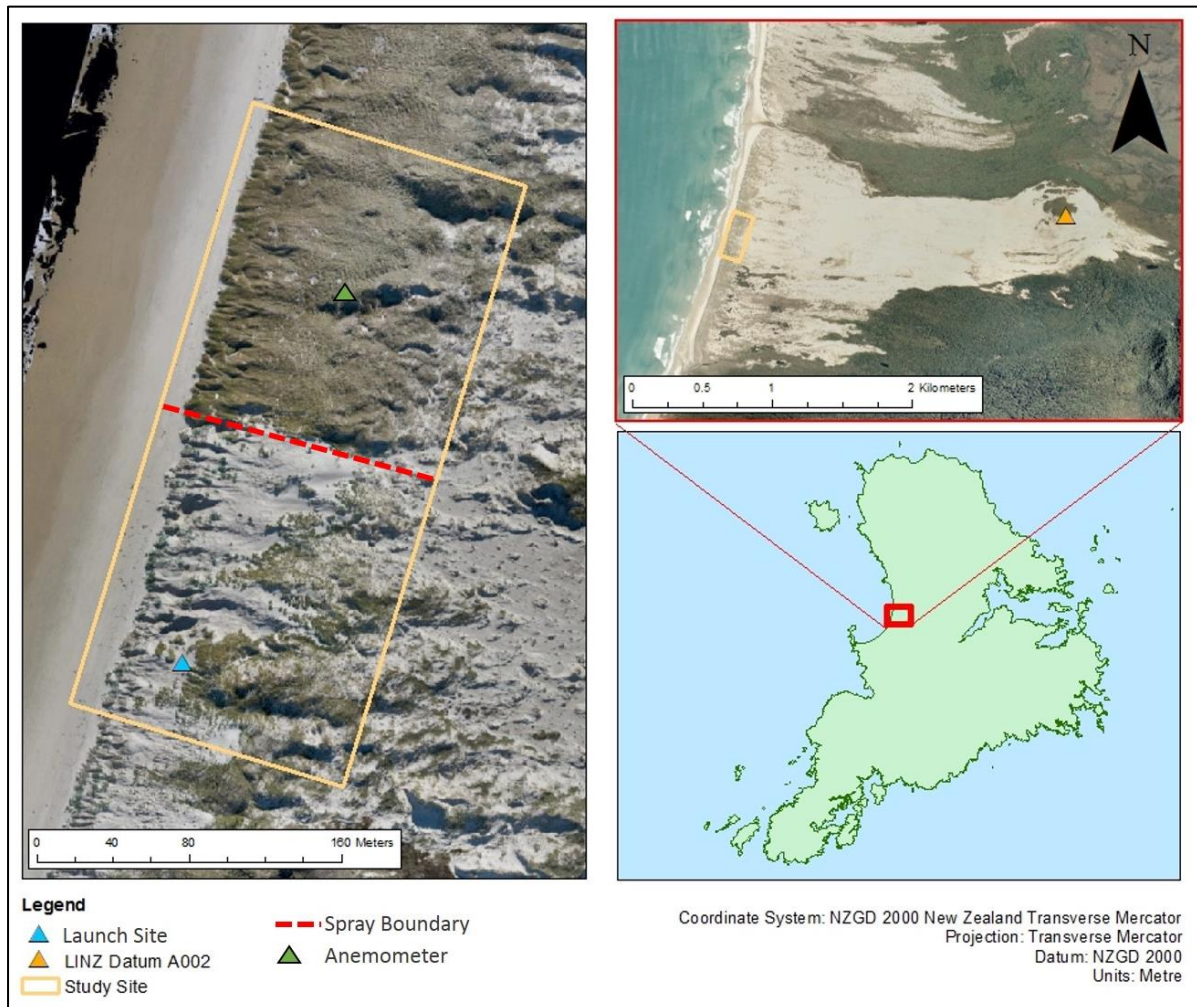 N
0 0.5 1 2 Kilometers
0 40 80 160 Meters
Legend
Launch Site
LINZ Datum A002
Study Site
Spray Boundary
Anemometer
Coordinate System: NZGD 2000 New Zealand Transverse Mercator
Projection: Transverse Mercator
Datum: NZGD 2000
Units: Metre